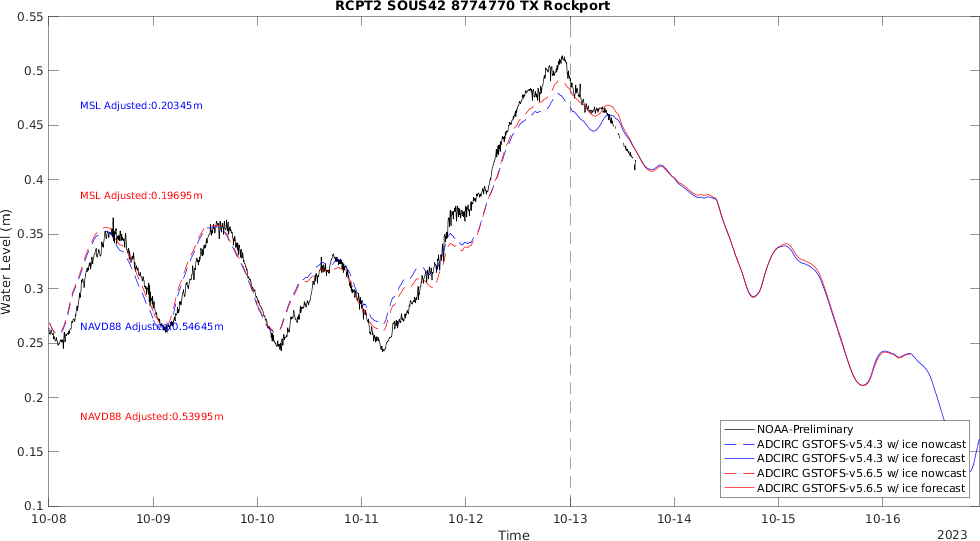 RCPT2 SOUS42 8774770 TX Rockport
0.55
0.5
0.45
0.4
0.35
0.3
0.25
0.2
0.15
0.1
Water Level (m)
MSL Adjusted:0.20345m
MSL Adjusted:0.19695m
NAVD88 Adjusted:0.54645m
NAVD88 Adjusted:0.53995m
NOAA-Preliminary
ADCIRC GSTOFS-v5.4.3 w/ ice nowcast
ADCIRC GSTOFS-v5.4.3 w/ ice forecast
ADCIRC GSTOFS-v5.6.5 w/ ice nowcast
ADCIRC GSTOFS-v5.6.5 w/ ice forecast
10-08 10-09 10-10 10-11 10-12 10-13 10-14 10-15 10-16
Time
2023